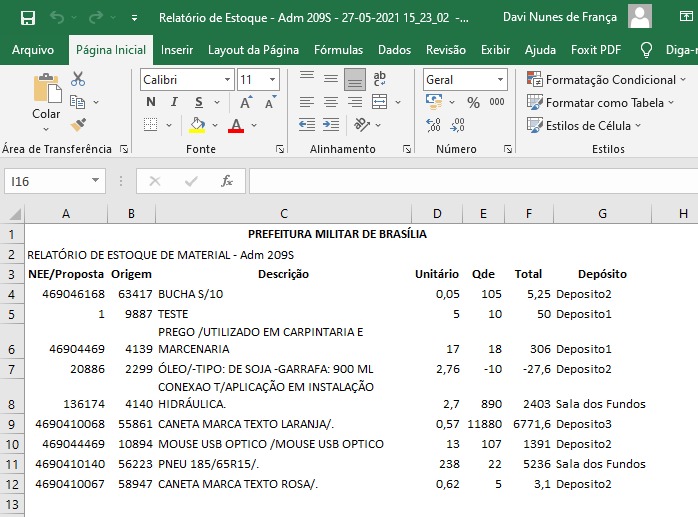 Relatório de Estoque - Adm 209S - 27-05-2021 15_23_02 -... Davi Nunes de França
Arquivo Página Inicial Inserir Layout da Página Fórmulas Dados Revisão Exibir Ajuda Foxit PDF Diga-
Colar
Calibri 11
N I S
A A
A
ab
c
Geral
% 000
,00
,0
Formatação Condicional
Formatar como Tabela
Estilos de Célula
Área de Transferência Fonte Alinhamento Número Estilos
I16 fx
A B C D E F G H
1 PREFEITURA MILITAR DE BRASÍLIA
2 RELATÓRIO DE ESTOQUE DE MATERIAL - Adm 209S
3 NEE/Proposta Origem Descrição Unitário Qde Total Depósito
4 469046168 63417 BUCHA S/10 0,05 105 5,25 Deposito2
5 1 9887 TESTE 5 10 50 Deposito1
PREGO /UTILIZADO EM CARPINTARIA E
6 46904469 4139 MARCENARIA 17 18 306 Deposito1
7 20886 2299 ÓLEO/-TIPO: DE SOJA -GARRAFA: 900 ML 2,76 -10 -27,6 Deposito2
CONEXAO T/APLICAÇÃO EM INSTALAÇÃO
8 136174 4140 HIDRÁULICA. 2,7 890 2403 Sala dos Fundos
9 4690410068 55861 CANETA MARCA TEXTO LARANJA/. 0,57 11880 6771,6 Deposito3
10 469044469 10894 MOUSE USB OPTICO /MOUSE USB OPTICO 13 107 1391 Deposito2
11 4690410140 56223 PNEU 185/65R15/. 238 22 5236 Sala dos Fundos
12 4690410067 58947 CANETA MARCA TEXTO ROSA/. 0,62 5 3,1 Deposito2
13